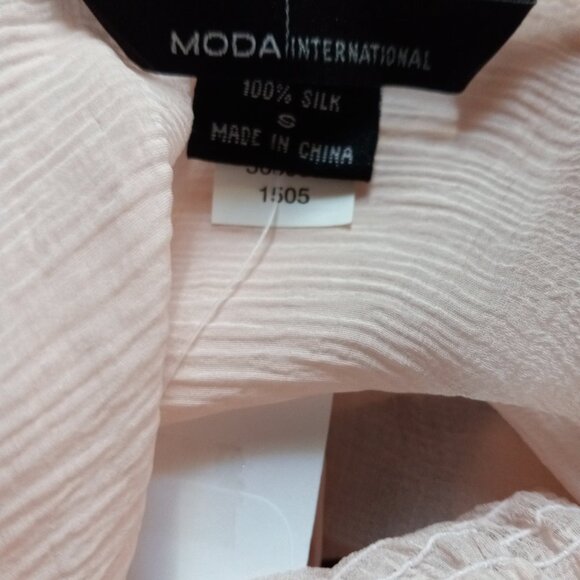 MODA INTERNATIONAL
100% SILK
S
MADE IN CHINA
1505